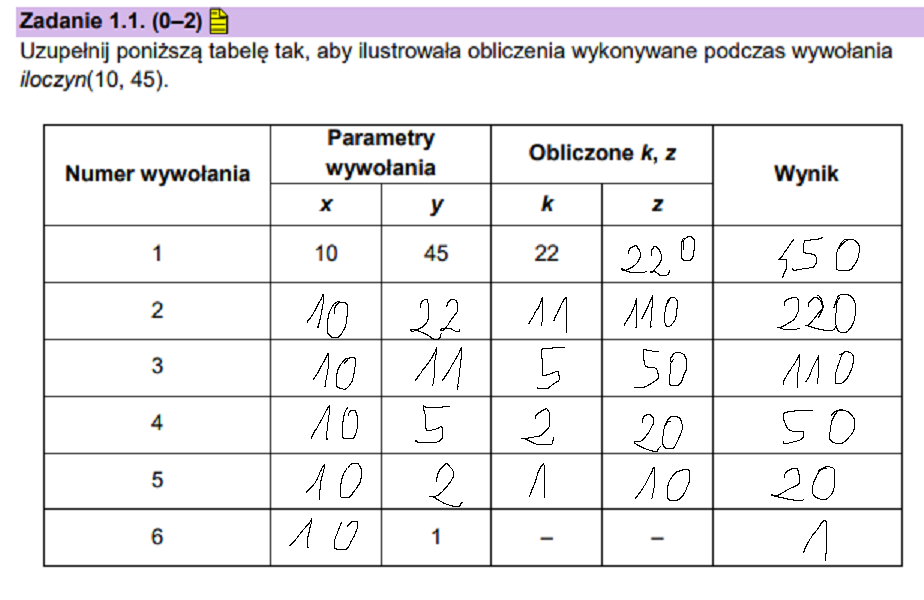 Zadanie 1.1. (0–2)
Uzupełnij poniższą tabelę tak, aby ilustrowała obliczenia wykonywane podczas wywołania
iloczyn(10, 45).
Numer wywołania Parametry wywołania Obliczone k, z Wynik
x y k z
1 10 45 22 220 450
2 10 22 11 110 220
3 10 11 5 50 110
4 10 5 2 20 50
5 10 2 1 10 20
6 10 1 – – 1